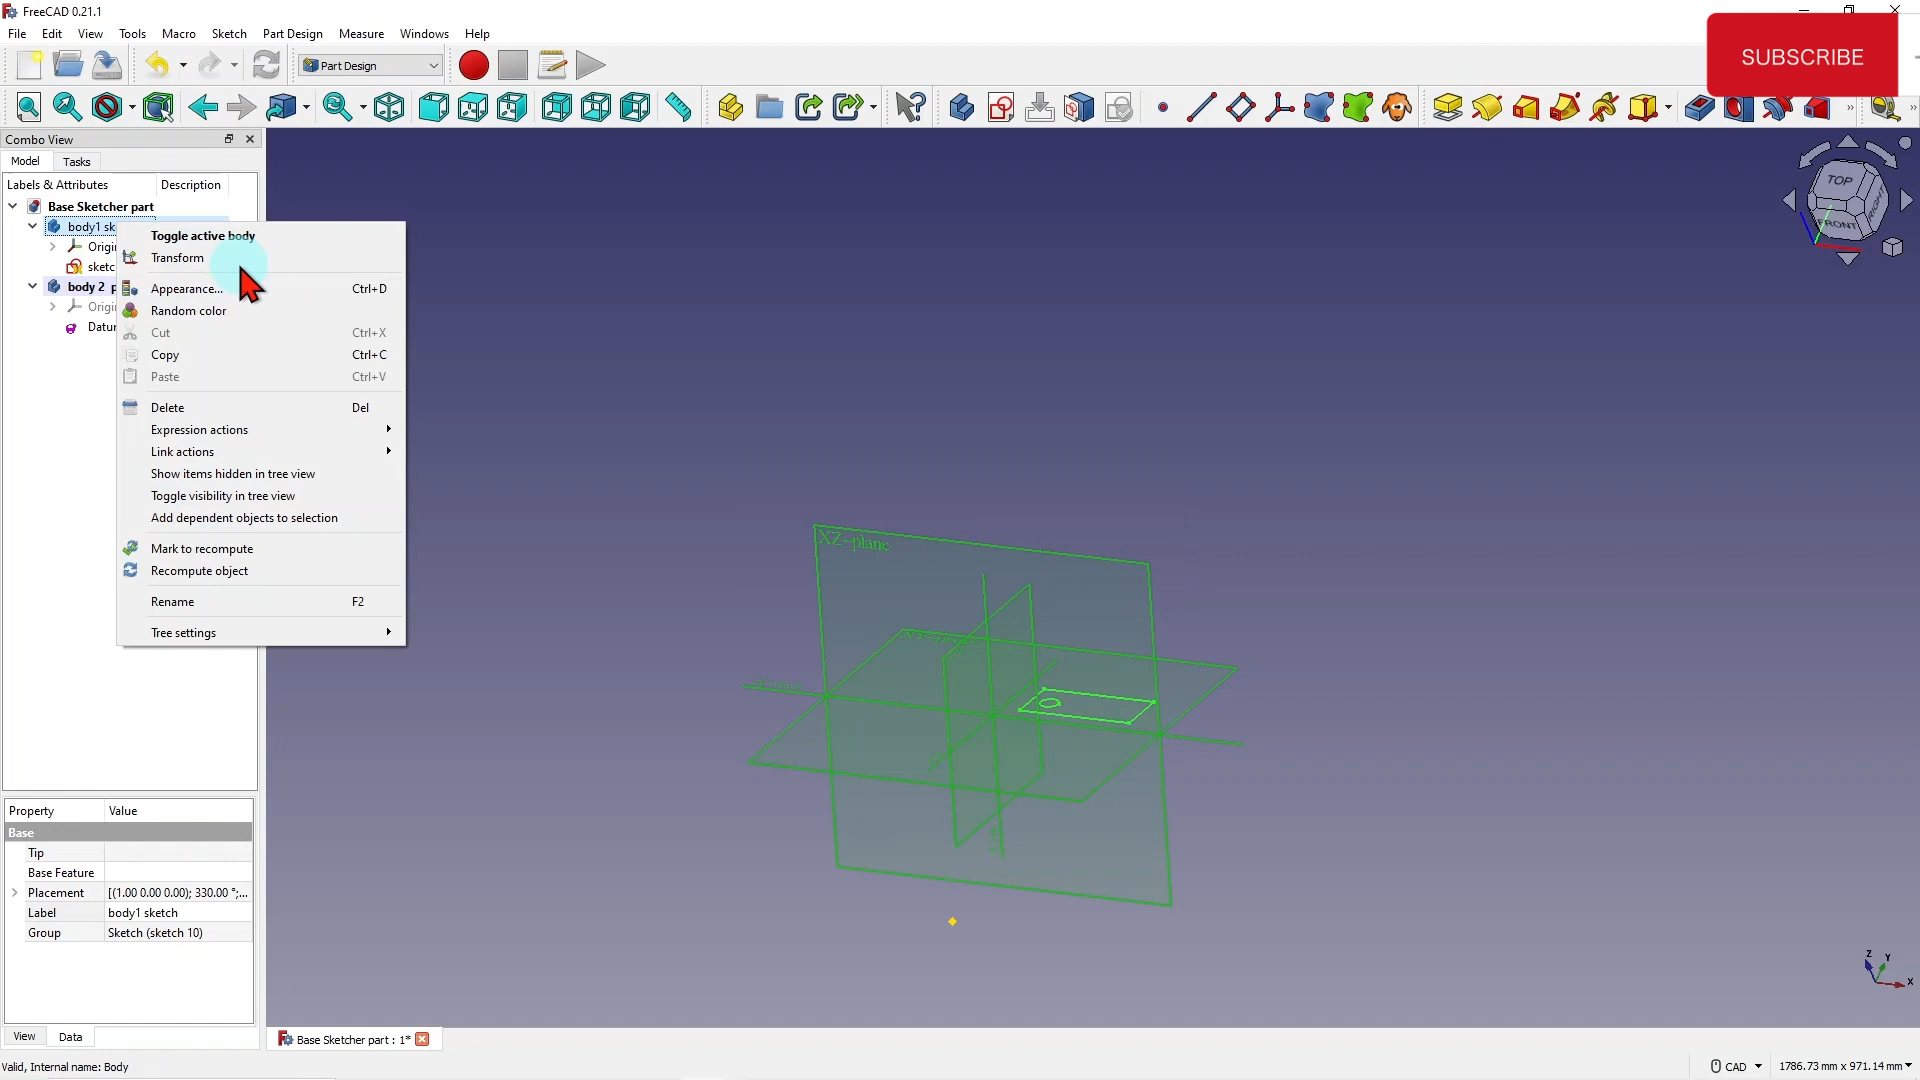 FreeCAD 0.21.1
File Edit View Tools Macro Sketch Part Design Measure Windows Help
SUBSCRIBE
Part Design
Combo View
Model Tasks
Labels & Attributes Description
Base Sketcher part
body1 sk
Toggle active body
Origi
Transform
sketc
body 2 p
Appearance... Ctrl+D
Origi
Random color
Datur
Cut Ctrl+X
Copy Ctrl+C
Paste Ctrl+V
Delete Del
Expression actions
Link actions
Show items hidden in tree view
Toggle visibility in tree view
Add dependent objects to selection
Mark to recompute
Recompute object
Rename F2
Tree settings
TOP
FRONT
RIGHT
XZ-plane
Property Value
Base
Tip
Base Feature
Placement [(1.00 0.00 0.00); 330.00 °;...
Label body1 sketch
Group Sketch (sketch 10)
Z
Y
X
View Data
Base Sketcher part : 1*
Valid, Internal name: Body
CAD
1786.73 mm x 971.14 mm